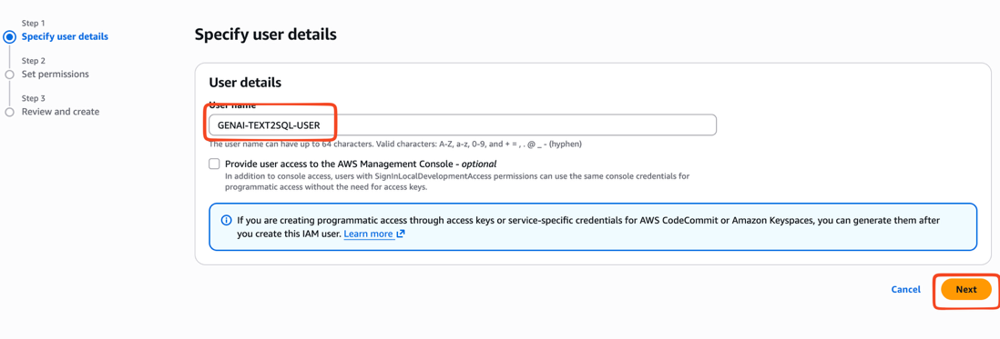 Step 1
Specify user details
Step 2
Set permissions
Step 3
Review and create
Specify user details
User details
User name
GENAI-TEXT2SQL-USER
The user name can have up to 64 characters. Valid characters: A-Z, a-z, 0-9, and + = , . @ _ - (hyphen)
Provide user access to the AWS Management Console - optional
In addition to console access, users with SignInLocalDevelopmentAccess permissions can use the same console credentials for
programmatic access without the need for access keys.
If you are creating programmatic access through access keys or service-specific credentials for AWS CodeCommit or Amazon Keyspaces, you can generate them after
you create this IAM user. Learn more
Cancel
Next